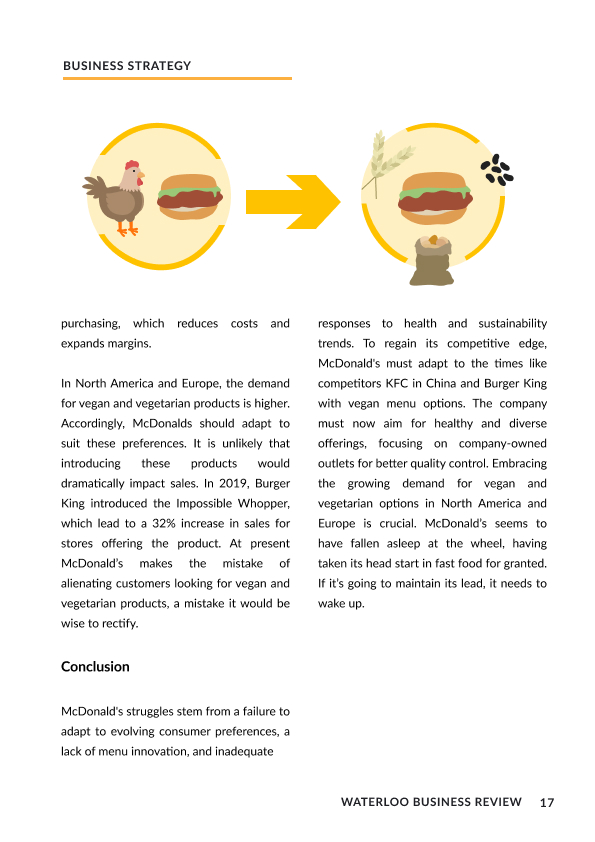 BUSINESS STRATEGY
purchasing, which reduces costs and
expands margins.
In North America and Europe, the demand
for vegan and vegetarian products is higher.
Accordingly, McDonalds should adapt to
suit these preferences. It is unlikely that
introducing these products would
dramatically impact sales. In 2019, Burger
King introduced the Impossible Whopper,
which lead to a 32% increase in sales for
stores offering the product. At present
McDonald’s makes the mistake of
alienating customers looking for vegan and
vegetarian products, a mistake it would be
wise to rectify.
Conclusion
McDonald's struggles stem from a failure to
adapt to evolving consumer preferences, a
lack of menu innovation, and inadequate
responses to health and sustainability
trends. To regain its competitive edge,
McDonald's must adapt to the times like
competitors KFC in China and Burger King
with vegan menu options. The company
must now aim for healthy and diverse
offerings, focusing on company-owned
outlets for better quality control. Embracing
the growing demand for vegan and
vegetarian options in North America and
Europe is crucial. McDonald’s seems to
have fallen asleep at the wheel, having
taken its head start in fast food for granted.
If it’s going to maintain its lead, it needs to
wake up.
WATERLOO BUSINESS REVIEW 17